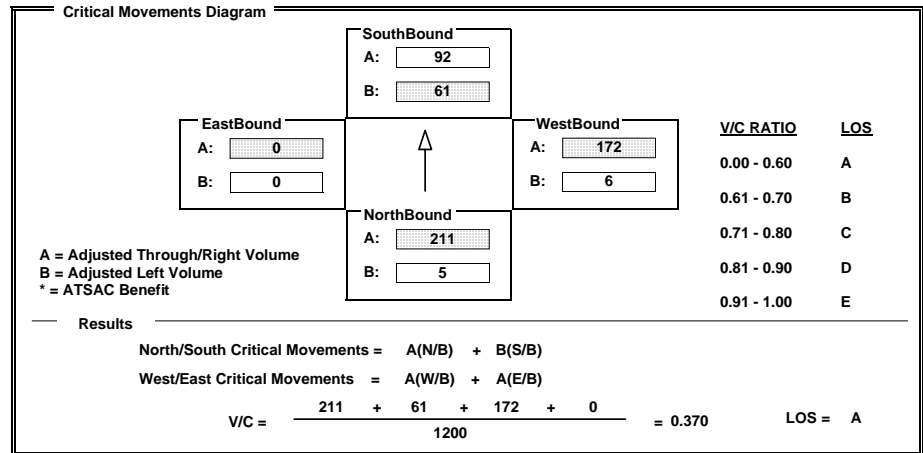 Critical Movements Diagram
SouthBound
A: 92
B: 61
EastBound
A: 0
B: 0
WestBound
A: 172
B: 6
NorthBound
A: 211
B: 5
V/C RATIO LOS
0.00 - 0.60 A
0.61 - 0.70 B
0.71 - 0.80 C
0.81 - 0.90 D
0.91 - 1.00 E
A = Adjusted Through/Right Volume
B = Adjusted Left Volume
* = ATSAC Benefit
Results
North/South Critical Movements = A(N/B) + B(S/B)
West/East Critical Movements = A(W/B) + A(E/B)
V/C = 211 + 61 + 172 + 0 = 0.370 LOS = A
1200